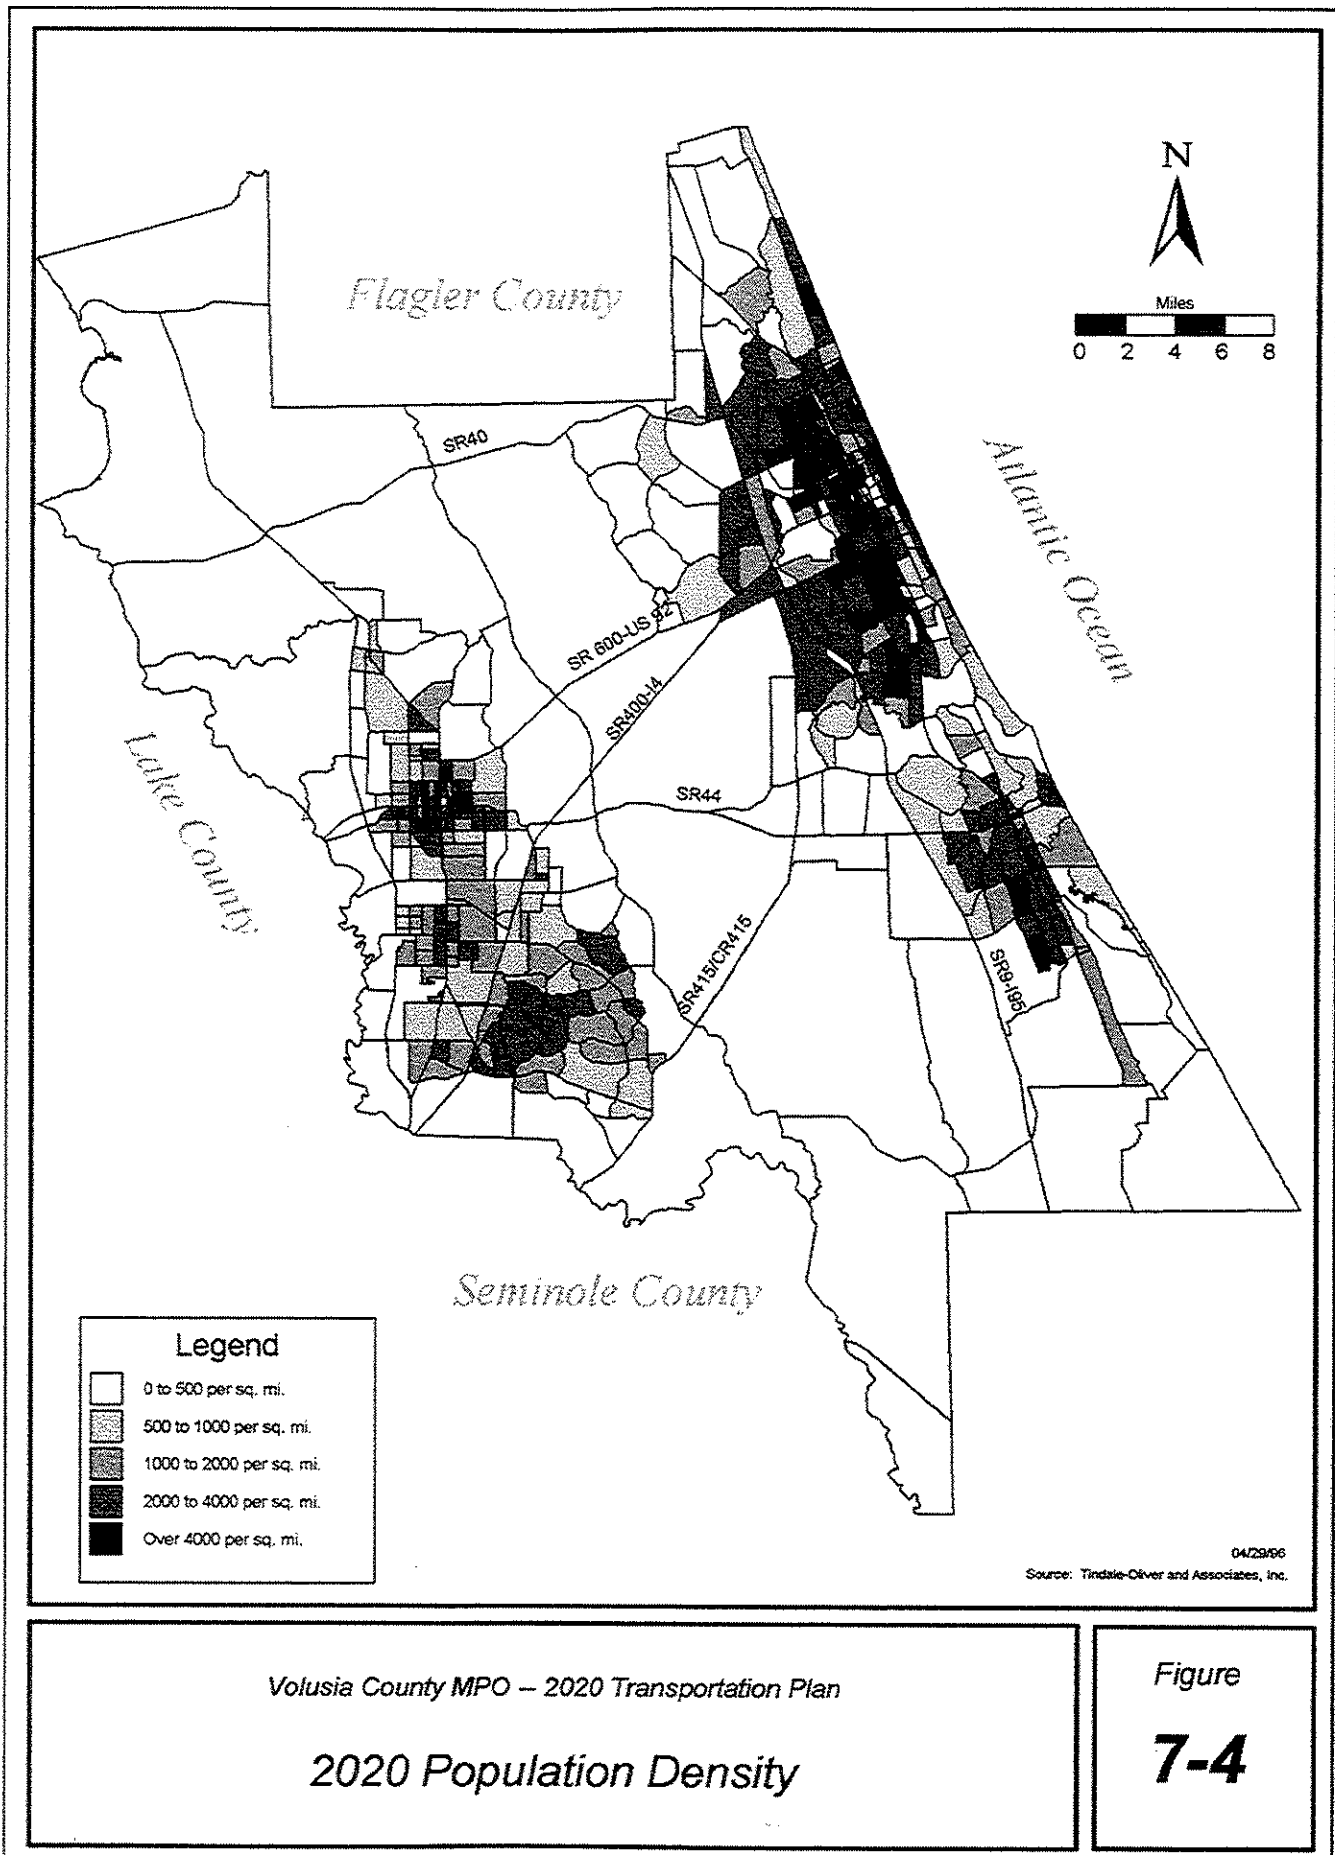 N
Miles
0 2 4 6 8
Flagler County
SR40
Atlantic Ocean
SR 600-US 92
SR400-I4
Lake County
SR44
SR415/CR415
SR9-I95
Seminole County
Legend
0 to 500 per sq. mi.
500 to 1000 per sq. mi.
1000 to 2000 per sq. mi.
2000 to 4000 per sq. mi.
Over 4000 per sq. mi.
04/29/96
Source: Tindale-Oliver and Associates, Inc.
Volusia County MPO – 2020 Transportation Plan
2020 Population Density
Figure
7-4